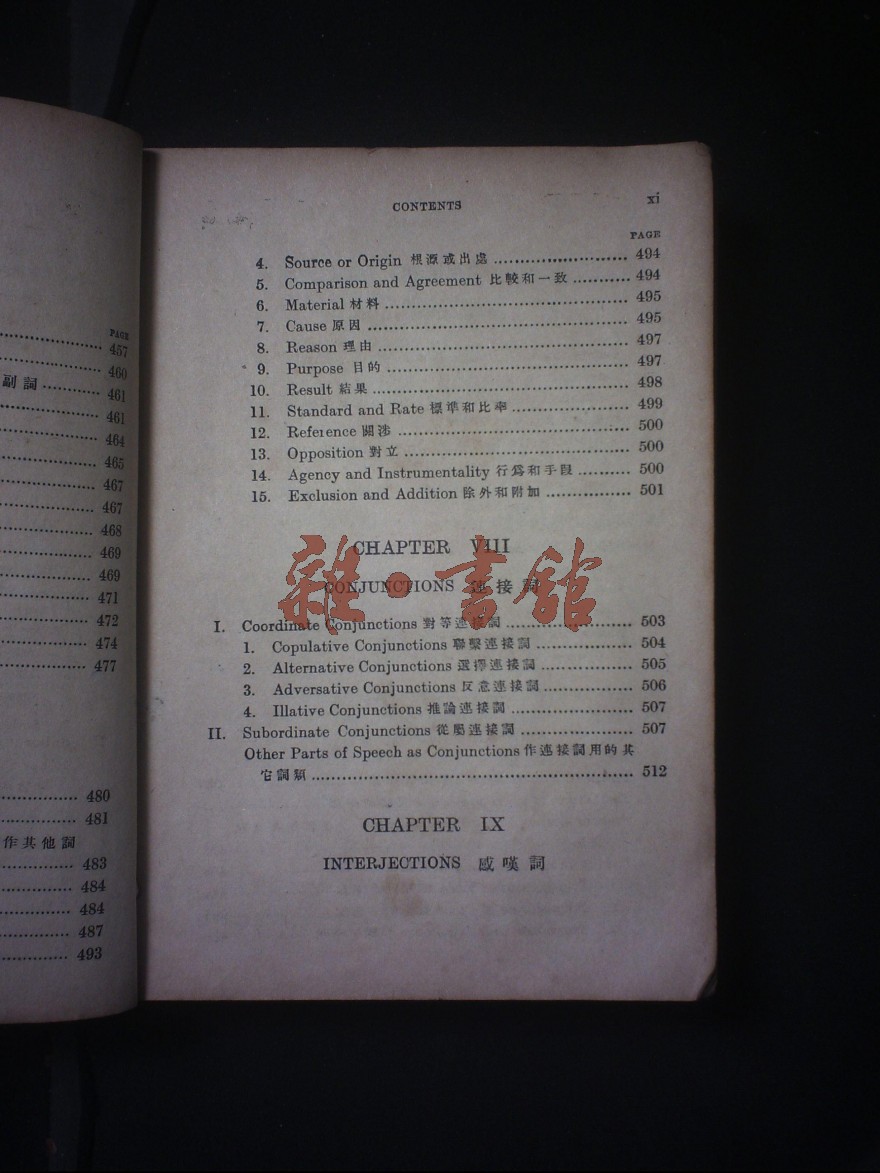 PAGE
457
460
副詞 461
461
464
465
467
467
468
469
469
471
472
474
477
480
481
作其他詞
483
484
484
487
493
CONTENTS xi
PAGE
4. Source or Origin 根源或出處 494
5. Comparison and Agreement 比較和一致 494
6. Material 材料 495
7. Cause 原因 495
8. Reason 理由 497
9. Purpose 目的 497
10. Result 結果 498
11. Standard and Rate 標準和比率 499
12. Reference 關涉 500
13. Opposition 對立 500
14. Agency and Instrumentality 行爲和手段 500
15. Exclusion and Addition 除外和附加 501
CHAPTER VIII
CONJUNCTIONS 連接詞
雜·書館
I. Coordinate Conjunctions 對等連接詞 503
1. Copulative Conjunctions 聯繫連接詞 504
2. Alternative Conjunctions 選擇連接詞 505
3. Adversative Conjunctions 反意連接詞 506
4. Illative Conjunctions 推論連接詞 507
II. Subordinate Conjunctions 從屬連接詞 507
Other Parts of Speech as Conjunctions 作連接詞用的其
它詞類 512
CHAPTER IX
INTERJECTIONS 感嘆詞